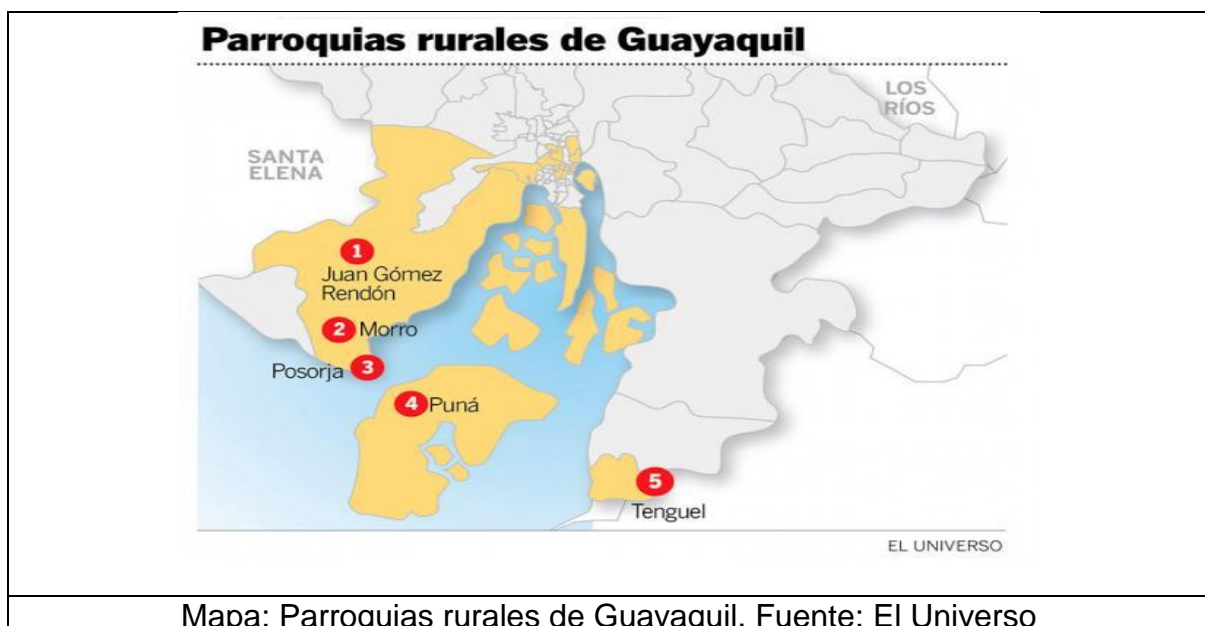 Parroquias rurales de Guayaquil
LOS
RÍOS
SANTA
ELENA
1
Juan Gómez
Rendón
2 Morro
Posorja 3
4 Puná
5
Tenguel
EL UNIVERSO
Mapa: Parroquias rurales de Guayaquil. Fuente: El Universo